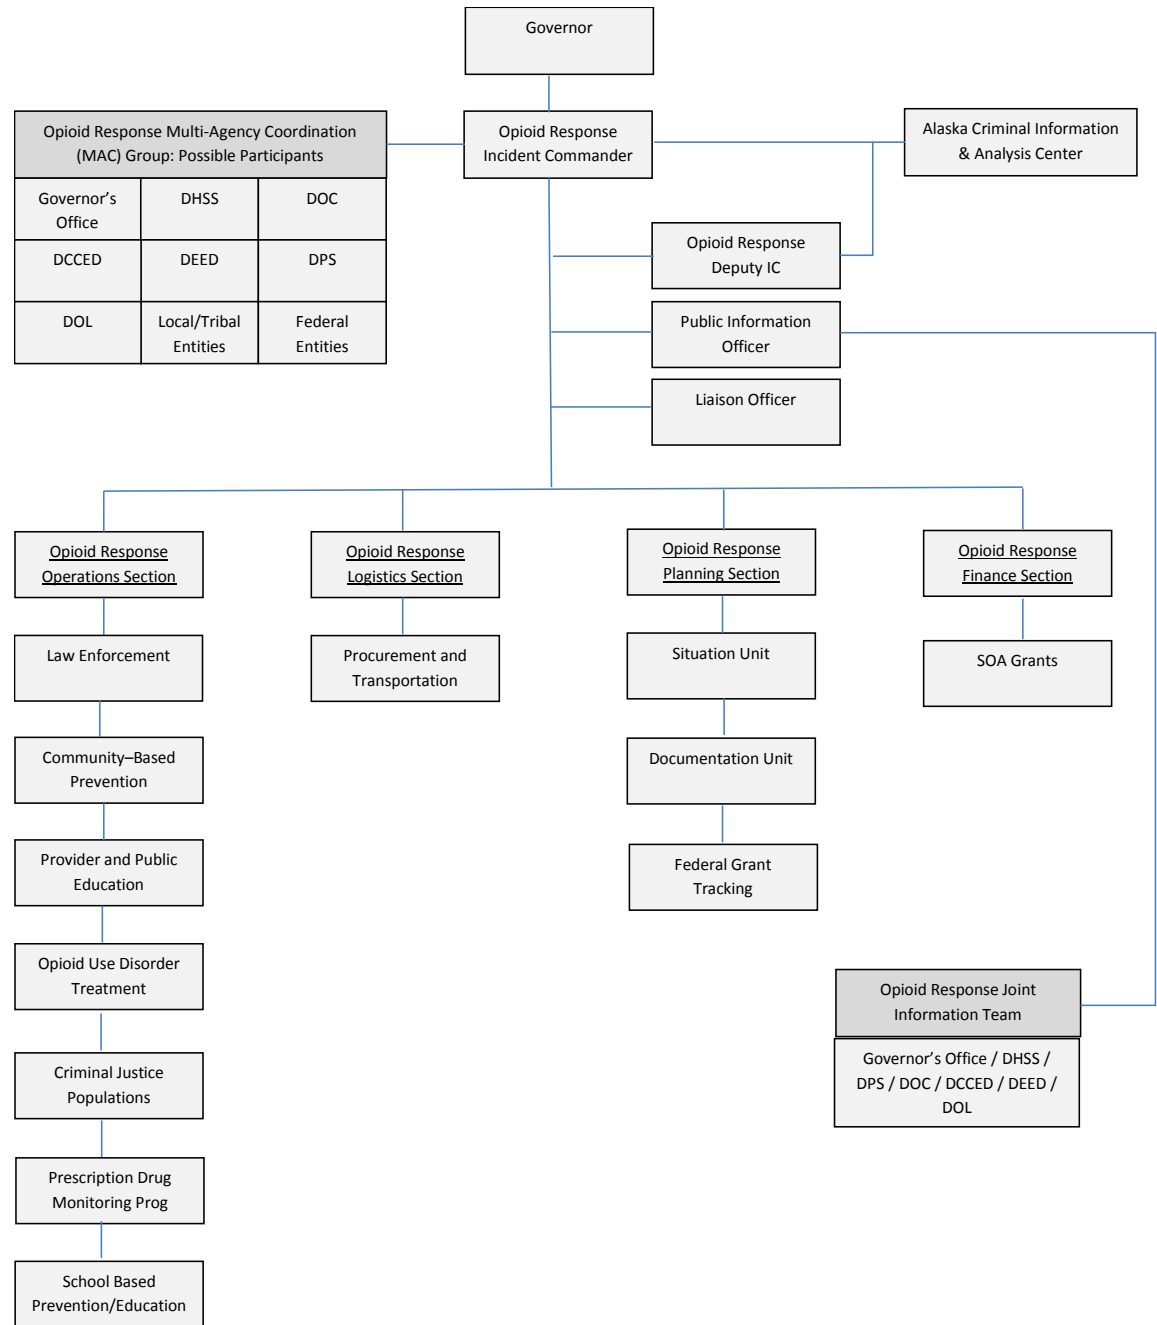 Governor
Opioid Response Multi-Agency Coordination
(MAC) Group: Possible Participants
Governor's
Office
DHSS
DOC
DCCED
DEED
DPS
DOL
Local/Tribal
Entities
Federal
Entities
Opioid Response
Incident Commander
Alaska Criminal Information
& Analysis Center
Opioid Response
Deputy IC
Public Information
Officer
Liaison Officer
Opioid Response
Operations Section
Law Enforcement
Community–Based
Prevention
Provider and Public
Education
Opioid Use Disorder
Treatment
Criminal Justice
Populations
Prescription Drug
Monitoring Prog
School Based
Prevention/Education
Opioid Response
Logistics Section
Procurement and
Transportation
Opioid Response
Planning Section
Situation Unit
Documentation Unit
Federal Grant
Tracking
Opioid Response
Finance Section
SOA Grants
Opioid Response Joint
Information Team
Governor's Office / DHSS /
DPS / DOC / DCCED / DEED /
DOL